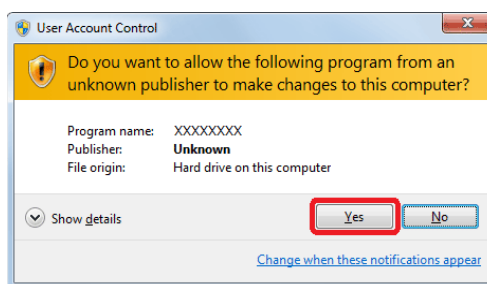 User Account Control
Do you want to allow the following program from an
unknown publisher to make changes to this computer?
Program name: XXXXXXXX
Publisher: Unknown
File origin: Hard drive on this computer
Show details
Yes No
Change when these notifications appear